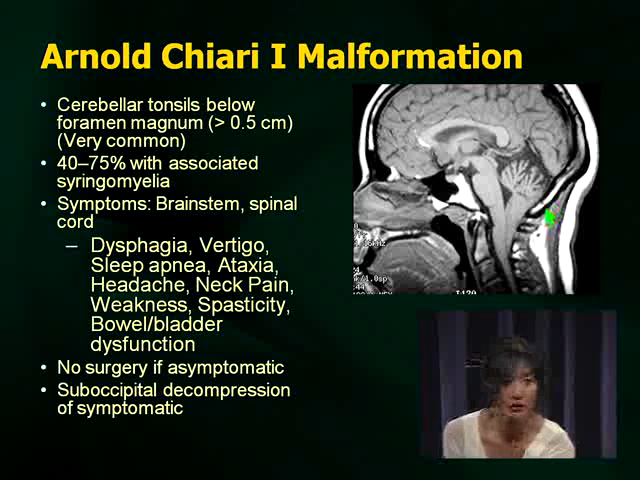 Arnold Chiari I Malformation
• Cerebellar tonsils below
foramen magnum (> 0.5 cm)
(Very common)
• 40–75% with associated
syringomyelia
• Symptoms: Brainstem, spinal
cord
– Dysphagia, Vertigo,
Sleep apnea, Ataxia,
Headache, Neck Pain,
Weakness, Spasticity,
Bowel/bladder
dysfunction
• No surgery if asymptomatic
• Suboccipital decompression
of symptomatic